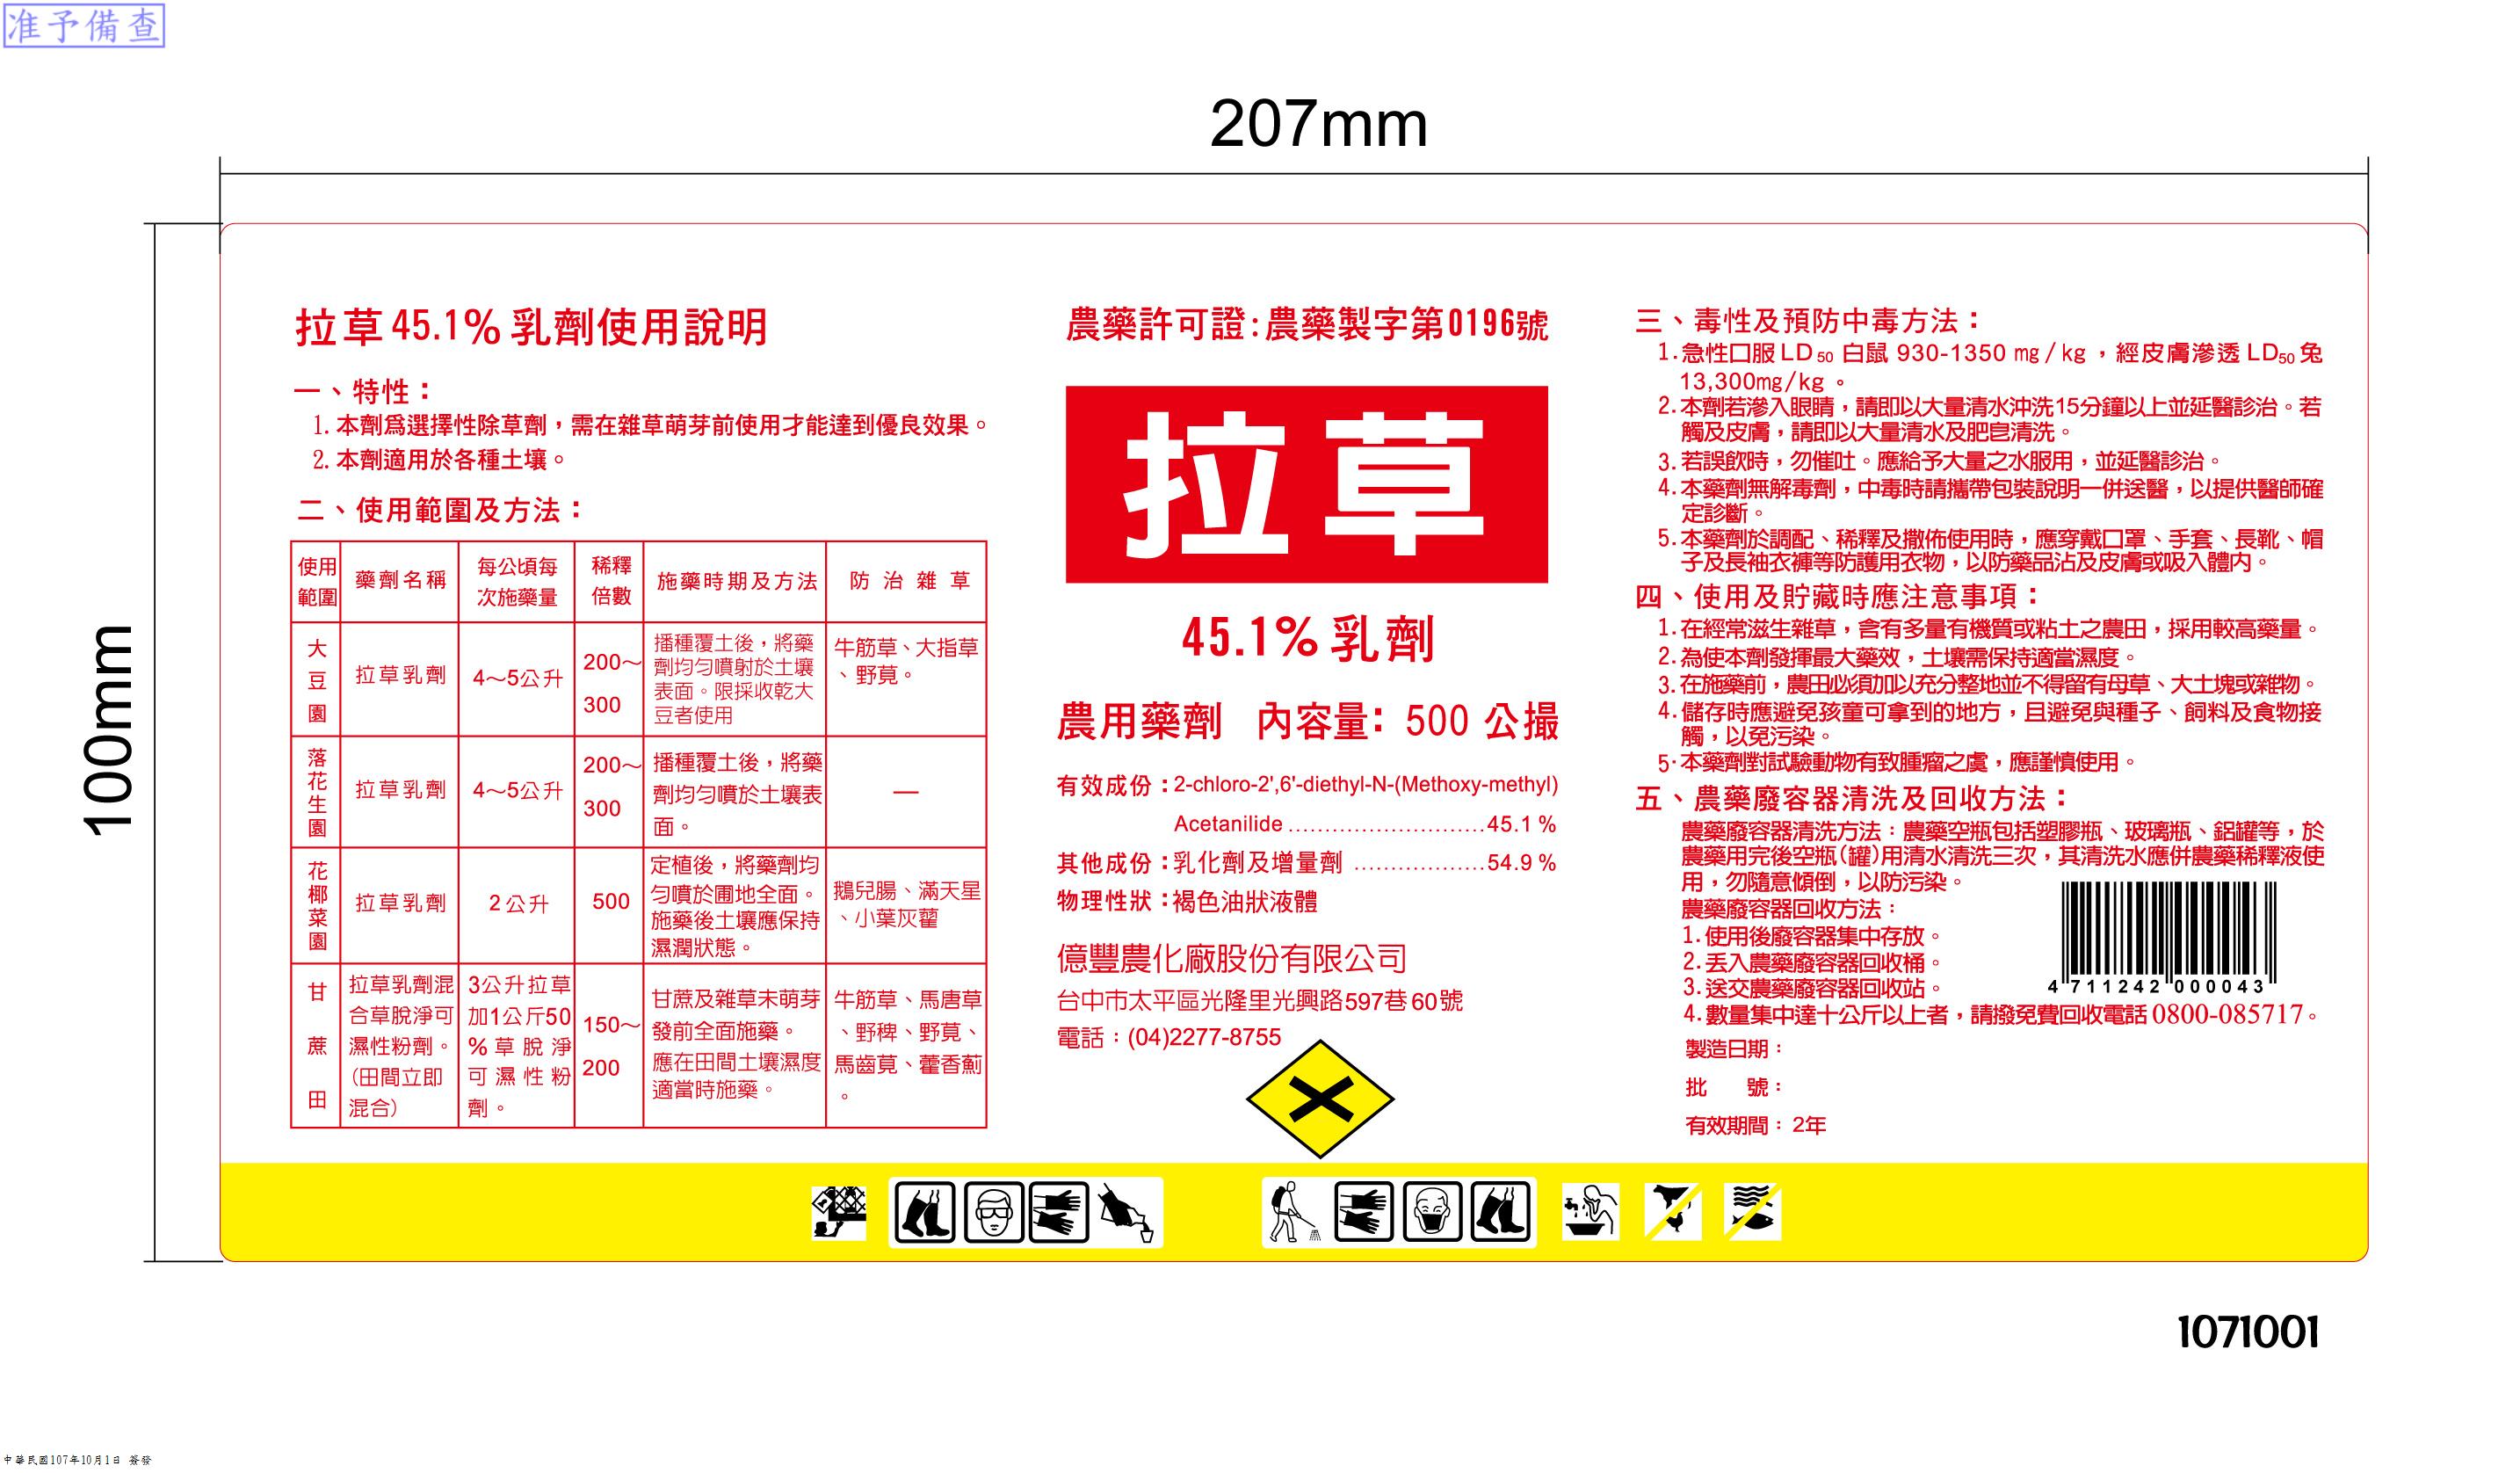 准予備查
207mm
100mm
拉草45.1%乳劑使用說明
一、特性：
1. 本劑爲選擇性除草劑，需在雜草萌芽前使用才能達到優良效果。
2. 本劑適用於各種土壤。
二、使用範圍及方法：
使用範圍 藥劑名稱 每公頃每次施藥量 稀釋倍數 施藥時期及方法 防治雜草
大豆園 拉草乳劑 4～5公升 200～300 播種覆土後，將藥劑均勻噴射於土壤表面。限採收乾大豆者使用 牛筋草、大指草、野莧。
落花生園 拉草乳劑 4～5公升 200～300 播種覆土後，將藥劑均勻噴於土壤表面。 —
花椰菜園 拉草乳劑 2公升 500 定植後，將藥劑均勻噴於圃地全面。施藥後土壤應保持濕潤狀態。 鵝兒腸、滿天星、小葉灰藋
甘蔗田 拉草乳劑混合草脫淨可濕性粉劑。(田間立即混合) 3公升拉草加1公斤50%草脫淨可濕性粉劑。 150～200 甘蔗及雜草未萌芽發前全面施藥。應在田間土壤濕度適當時施藥。 牛筋草、馬唐草、野稗、野莧、馬齒莧、藿香薊。
農藥許可證:農藥製字第0196號
拉草
45.1%乳劑
農用藥劑 內容量: 500 公撮
有效成份：2-chloro-2',6'-diethyl-N-(Methoxy-methyl)
Acetanilide ...........................45.1 %
其他成份：乳化劑及增量劑 ..................54.9 %
物理性狀：褐色油狀液體
億豐農化廠股份有限公司
台中市太平區光隆里光興路597巷60號
電話：(04)2277-8755
三、毒性及預防中毒方法：
1. 急性口服LD50 白鼠 930-1350 mg/kg，經皮膚滲透LD50兔
13,300mg/kg。
2. 本劑若滲入眼睛，請即以大量清水沖洗15分鐘以上並延醫診治。若
觸及皮膚，請即以大量清水及肥皂清洗。
3. 若誤飲時，勿催吐。應給予大量之水服用，並延醫診治。
4. 本藥劑無解毒劑，中毒時請攜帶包裝說明一併送醫，以提供醫師確
定診斷。
5. 本藥劑於調配、稀釋及撒佈使用時，應穿戴口罩、手套、長靴、帽
子及長袖衣褲等防護用衣物，以防藥品沾及皮膚或吸入體內。
四、使用及貯藏時應注意事項：
1. 在經常滋生雜草，含有多量有機質或粘土之農田，採用較高藥量。
2. 為使本劑發揮最大藥效，土壤需保持適當濕度。
3. 在施藥前，農田必須加以充分整地並不得留有母草、大土塊或雜物。
4. 儲存時應避免孩童可拿到的地方，且避免與種子、飼料及食物接
觸，以免污染。
5· 本藥劑對試驗動物有致腫瘤之虞，應謹慎使用。
五、農藥廢容器清洗及回收方法：
農藥廢容器清洗方法：農藥空瓶包括塑膠瓶、玻璃瓶、鋁罐等，於
農藥用完後空瓶(罐)用清水清洗三次，其清洗水應併農藥稀釋液使
用，勿隨意傾倒，以防污染。
農藥廢容器回收方法：
1. 使用後廢容器集中存放。
2. 丟入農藥廢容器回收桶。
3. 送交農藥廢容器回收站。
4. 數量集中達十公斤以上者，請撥免費回收電話0800-085717。
4 711242 000043
製造日期：
批　號：
有效期間：2年
1071001
中華民國107年10月1日 簽發